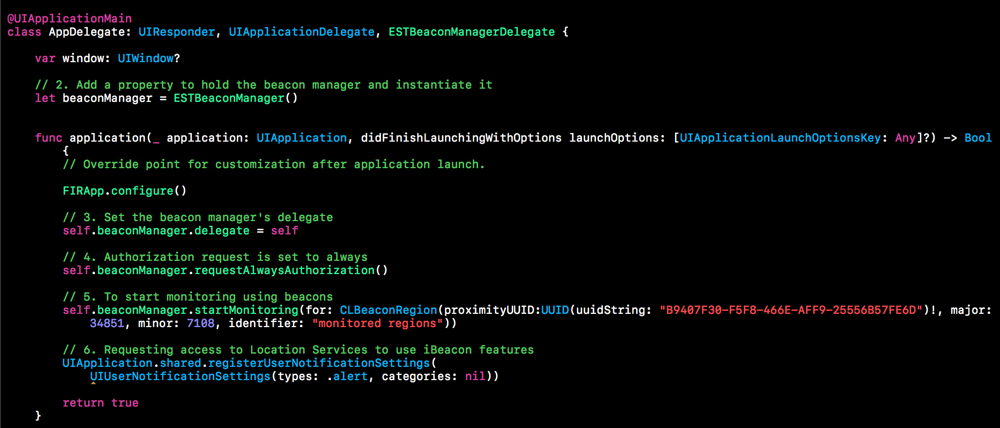 @UIApplicationMain
class AppDelegate: UIResponder, UIApplicationDelegate, ESTBeaconManagerDelegate {
var window: UIWindow?
// 2. Add a property to hold the beacon manager and instantiate it
let beaconManager = ESTBeaconManager()
func application(_ application: UIApplication, didFinishLaunchingWithOptions launchOptions: [UIApplicationLaunchOptionsKey: Any]?) -> Bool
{
// Override point for customization after application launch.
FIRApp.configure()
// 3. Set the beacon manager's delegate
self.beaconManager.delegate = self
// 4. Authorization request is set to always
self.beaconManager.requestAlwaysAuthorization()
// 5. To start monitoring using beacons
self.beaconManager.startMonitoring(for: CLBeaconRegion(proximityUUID:UUID(uuidString: "B9407F30-F5F8-466E-AFF9-25556B57FE6D")!, major:
34851, minor: 7108, identifier: "monitored regions"))
// 6. Requesting access to Location Services to use iBeacon features
UIApplication.shared.registerUserNotificationSettings(
UIUserNotificationSettings(types: .alert, categories: nil))
return true
}